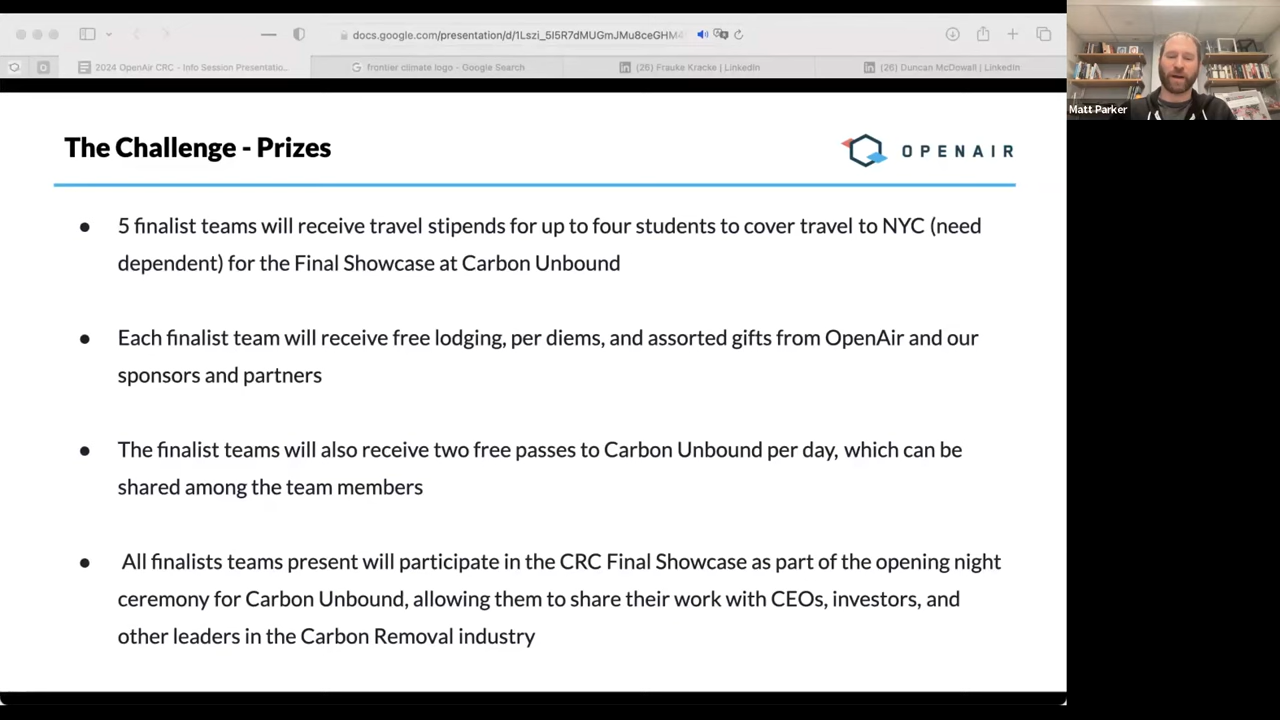 docs.google.com/presentation/d/1Lszi_5I5R7dMUGmJMu8ceGHM4
2024 OpenAir CRC - Info Session Presentatio...
frontier climate logo - Google Search
(26) Frauke Kracke | LinkedIn
(26) Duncan McDowall | LinkedIn
Matt Parker
The Challenge - Prizes
OPENAIR
● 5 finalist teams will receive travel stipends for up to four students to cover travel to NYC (need
dependent) for the Final Showcase at Carbon Unbound
● Each finalist team will receive free lodging, per diems, and assorted gifts from OpenAir and our
sponsors and partners
● The finalist teams will also receive two free passes to Carbon Unbound per day, which can be
shared among the team members
● All finalists teams present will participate in the CRC Final Showcase as part of the opening night
ceremony for Carbon Unbound, allowing them to share their work with CEOs, investors, and
other leaders in the Carbon Removal industry